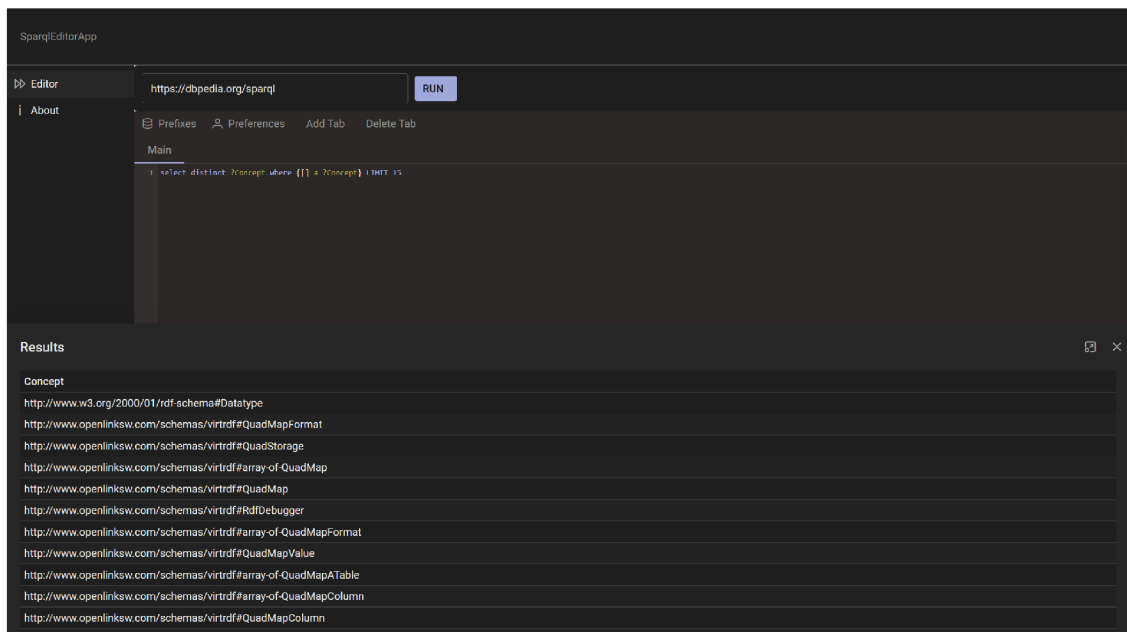 SparqlEditorApp
Editor
About
https://dbpedia.org/sparql RUN
Prefixes Preferences Add Tab Delete Tab
Main
1 select distinct ?Concept where {[] a ?Concept} LIMIT 15
Results
Concept
http://www.w3.org/2000/01/rdf-schema#Datatype
http://www.openlinksw.com/schemas/virtrdf#QuadMapFormat
http://www.openlinksw.com/schemas/virtrdf#QuadStorage
http://www.openlinksw.com/schemas/virtrdf#array-of-QuadMap
http://www.openlinksw.com/schemas/virtrdf#QuadMap
http://www.openlinksw.com/schemas/virtrdf#RdfDebugger
http://www.openlinksw.com/schemas/virtrdf#array-of-QuadMapFormat
http://www.openlinksw.com/schemas/virtrdf#QuadMapValue
http://www.openlinksw.com/schemas/virtrdf#array-of-QuadMapATable
http://www.openlinksw.com/schemas/virtrdf#array-of-QuadMapColumn
http://www.openlinksw.com/schemas/virtrdf#QuadMapColumn